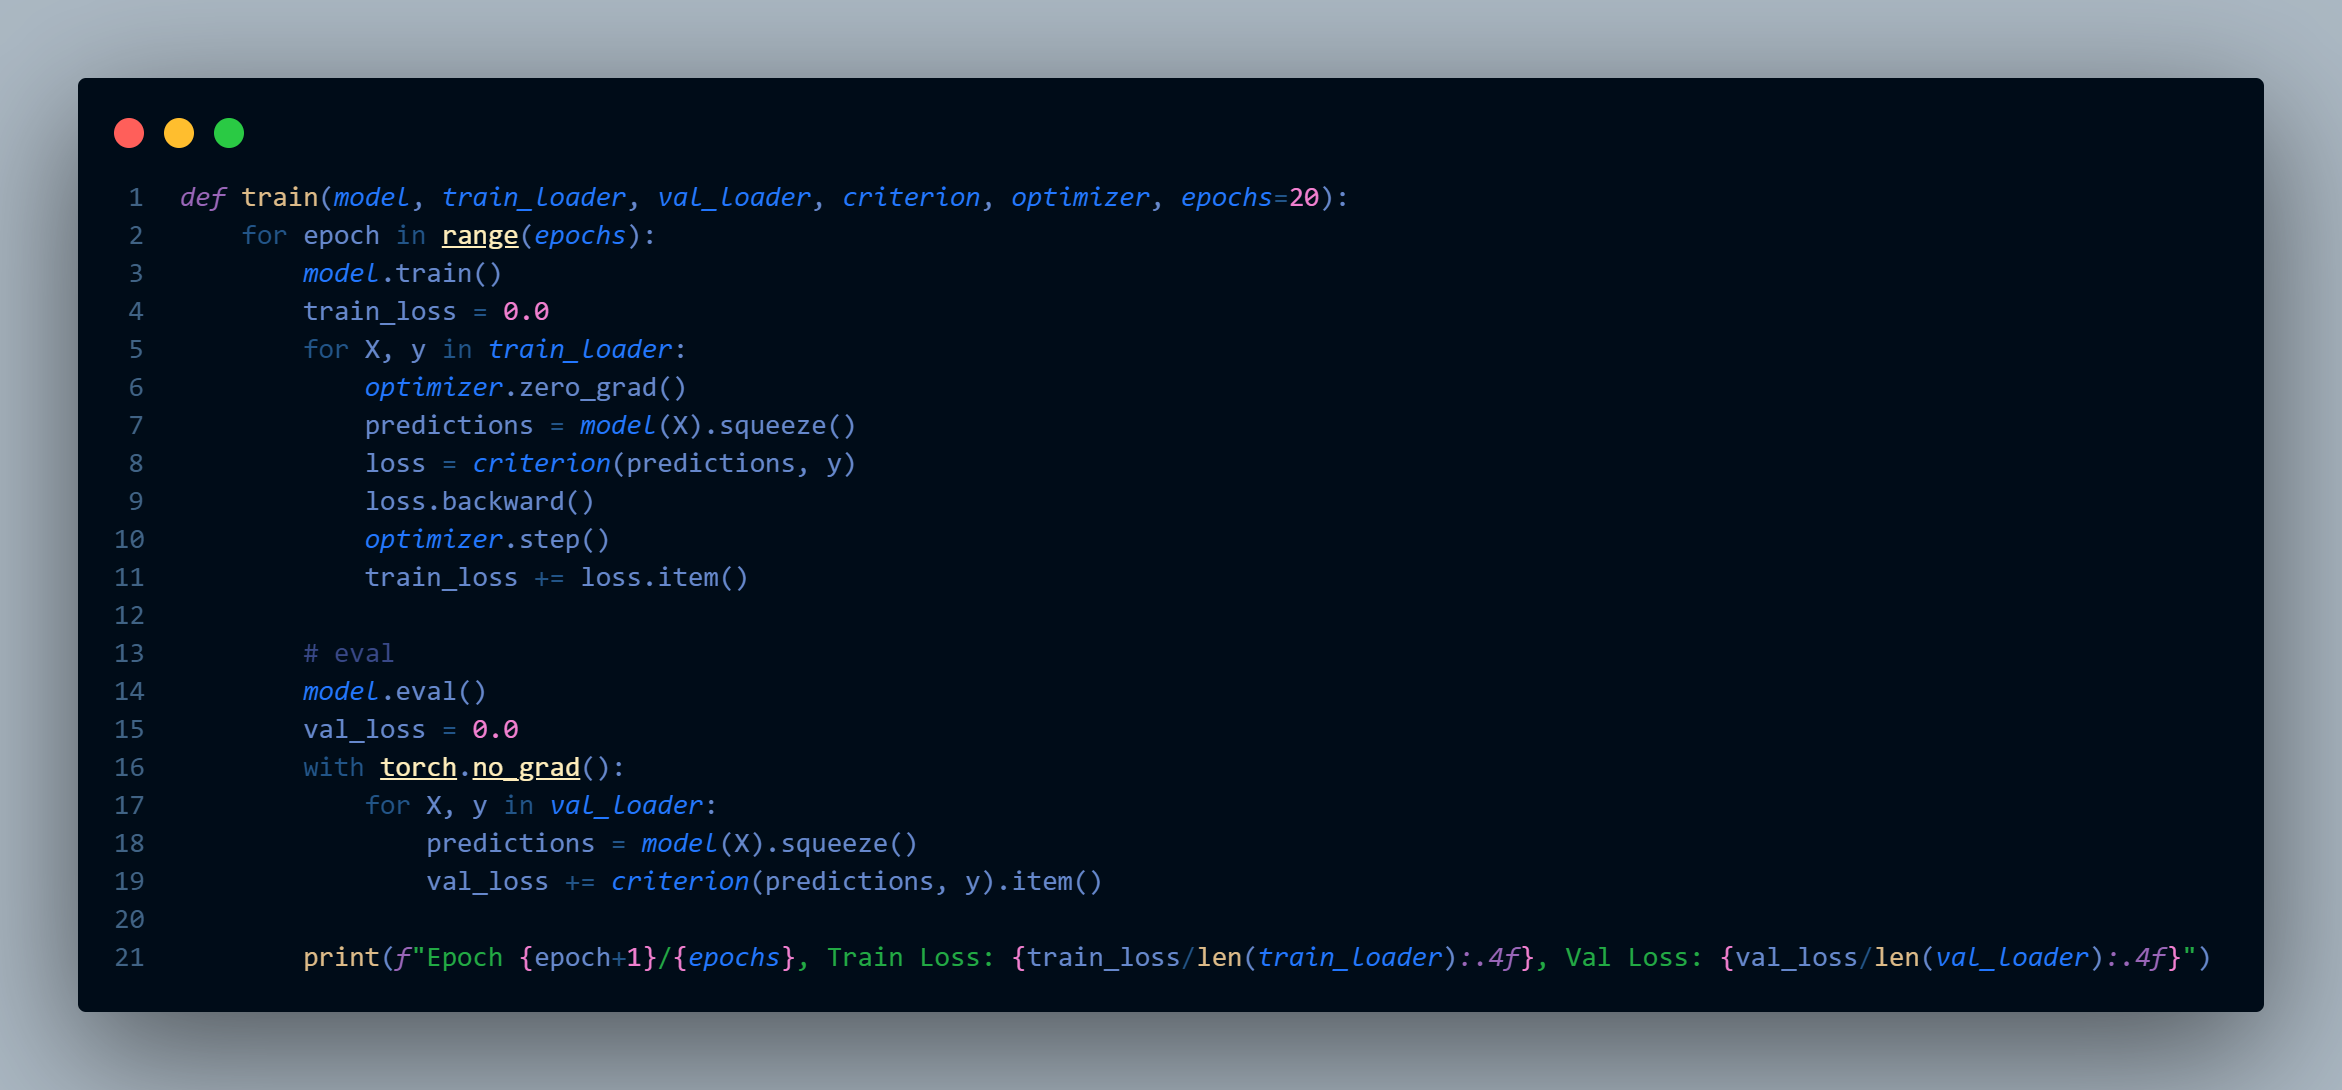 1 def train(model, train_loader, val_loader, criterion, optimizer, epochs=20):
2     for epoch in range(epochs):
3         model.train()
4         train_loss = 0.0
5         for X, y in train_loader:
6             optimizer.zero_grad()
7             predictions = model(X).squeeze()
8             loss = criterion(predictions, y)
9             loss.backward()
10             optimizer.step()
11             train_loss += loss.item()
12
13         # eval
14         model.eval()
15         val_loss = 0.0
16         with torch.no_grad():
17             for X, y in val_loader:
18                 predictions = model(X).squeeze()
19                 val_loss += criterion(predictions, y).item()
20
21         print(f"Epoch {epoch+1}/{epochs}, Train Loss: {train_loss/len(train_loader):.4f}, Val Loss: {val_loss/len(val_loader):.4f}")